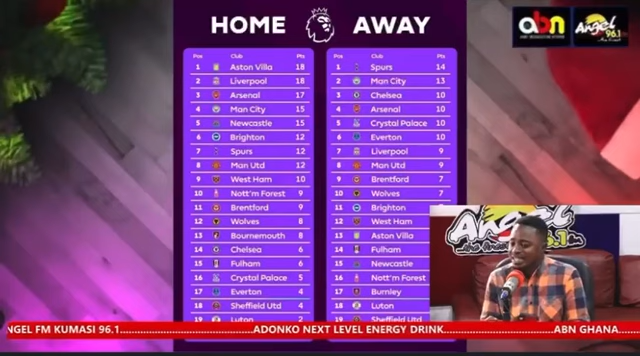 HOME AWAY
abn
Angel
96.1
Pos Club Pts
1 Aston Villa 18
2 Liverpool 18
3 Arsenal 17
4 Man City 15
5 Newcastle 15
6 Brighton 12
7 Spurs 12
8 Man Utd 12
9 West Ham 10
10 Nott'm Forest 9
11 Brentford 9
12 Wolves 8
13 Bournemouth 8
14 Chelsea 6
15 Fulham 6
16 Crystal Palace 5
17 Everton 4
18 Sheffield Utd 4
19 Luton 2
Pos Club Pts
1 Spurs 14
2 Man City 13
3 Chelsea 10
4 Arsenal 10
5 Crystal Palace 10
6 Everton 10
7 Liverpool 9
8 Man Utd 9
9 Brentford 7
10 Wolves 7
11 Brighton
12 West Ham
13 Aston Villa
14 Fulham
15 Newcastle
16 Nott'm Forest
17 Burnley
18 Luton
19 Sheffield Utd
Angel
NGEL FM KUMASI 96.1......................ADONKO NEXT LEVEL ENERGY DRINK......................ABN GHANA.......